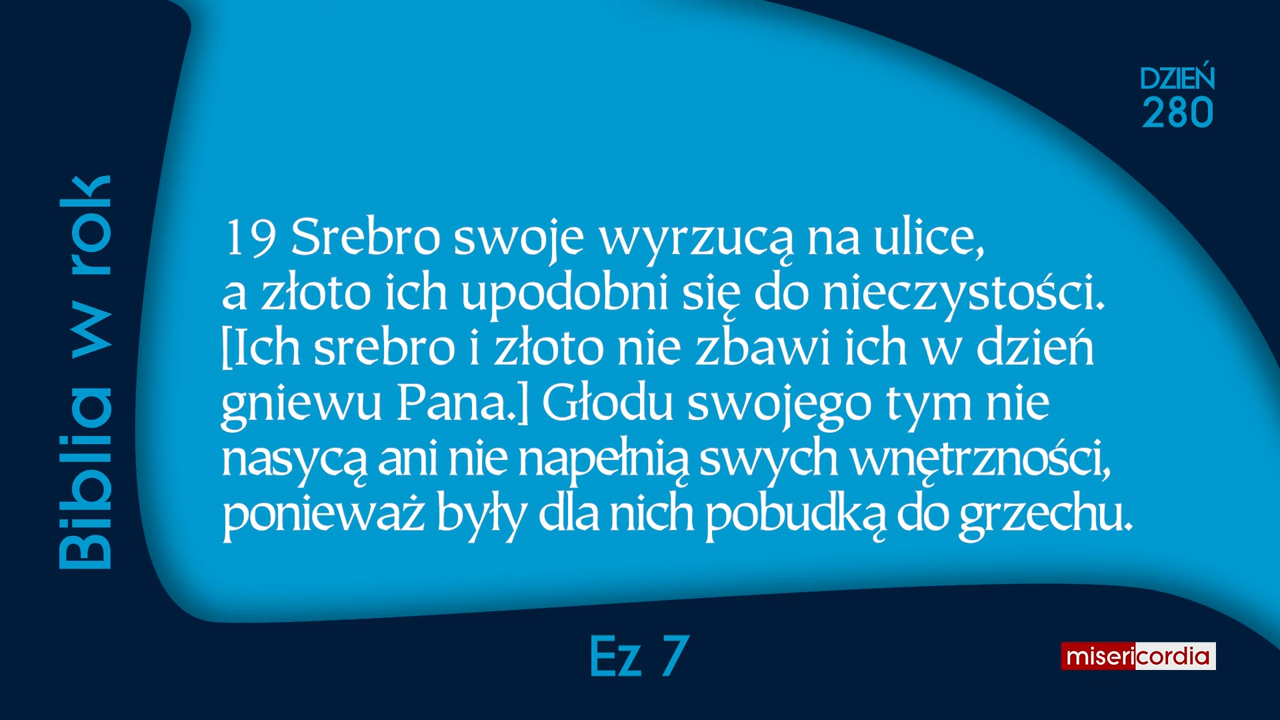 DZIEŃ
280
Biblia w rok
19 Srebro swoje wyrzucą na ulice,
a złoto ich upodobni się do nieczystości.
[Ich srebro i złoto nie zbawi ich w dzień
gniewu Pana.] Głodu swojego tym nie
nasycą ani nie napełnią swych wnętrzności,
ponieważ były dla nich pobudką do grzechu.
Ez 7
misericordia